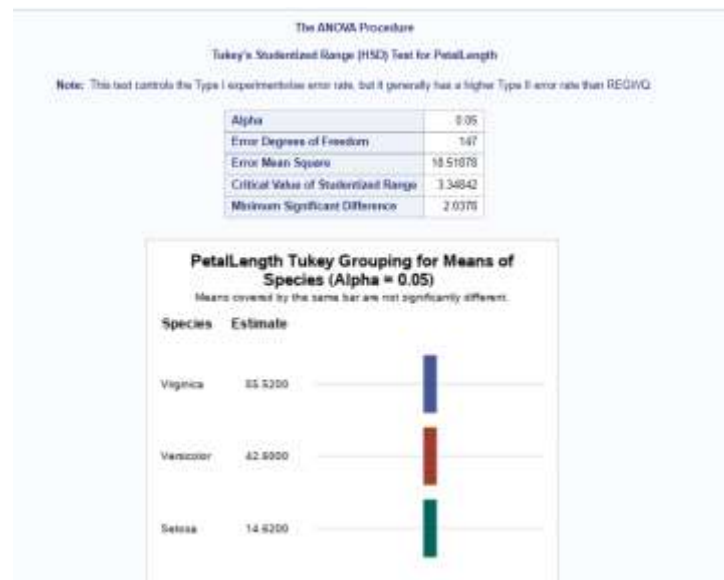 The ANOVA Procedure
Tukey's Studentized Range (HSD) Test for PetalLength
Note: This test controls the Type I experimentwise error rate, but it generally has a higher Type II error rate than REGWQ.
Alpha 0.05
Error Degrees of Freedom 147
Error Mean Square 18.51878
Critical Value of Studentized Range 3.34842
Minimum Significant Difference 2.0378
PetalLength Tukey Grouping for Means of
Species (Alpha = 0.05)
Means covered by the same bar are not significantly different.
Species Estimate
Virginica 55.5200
Versicolor 42.6000
Setosa 14.6200